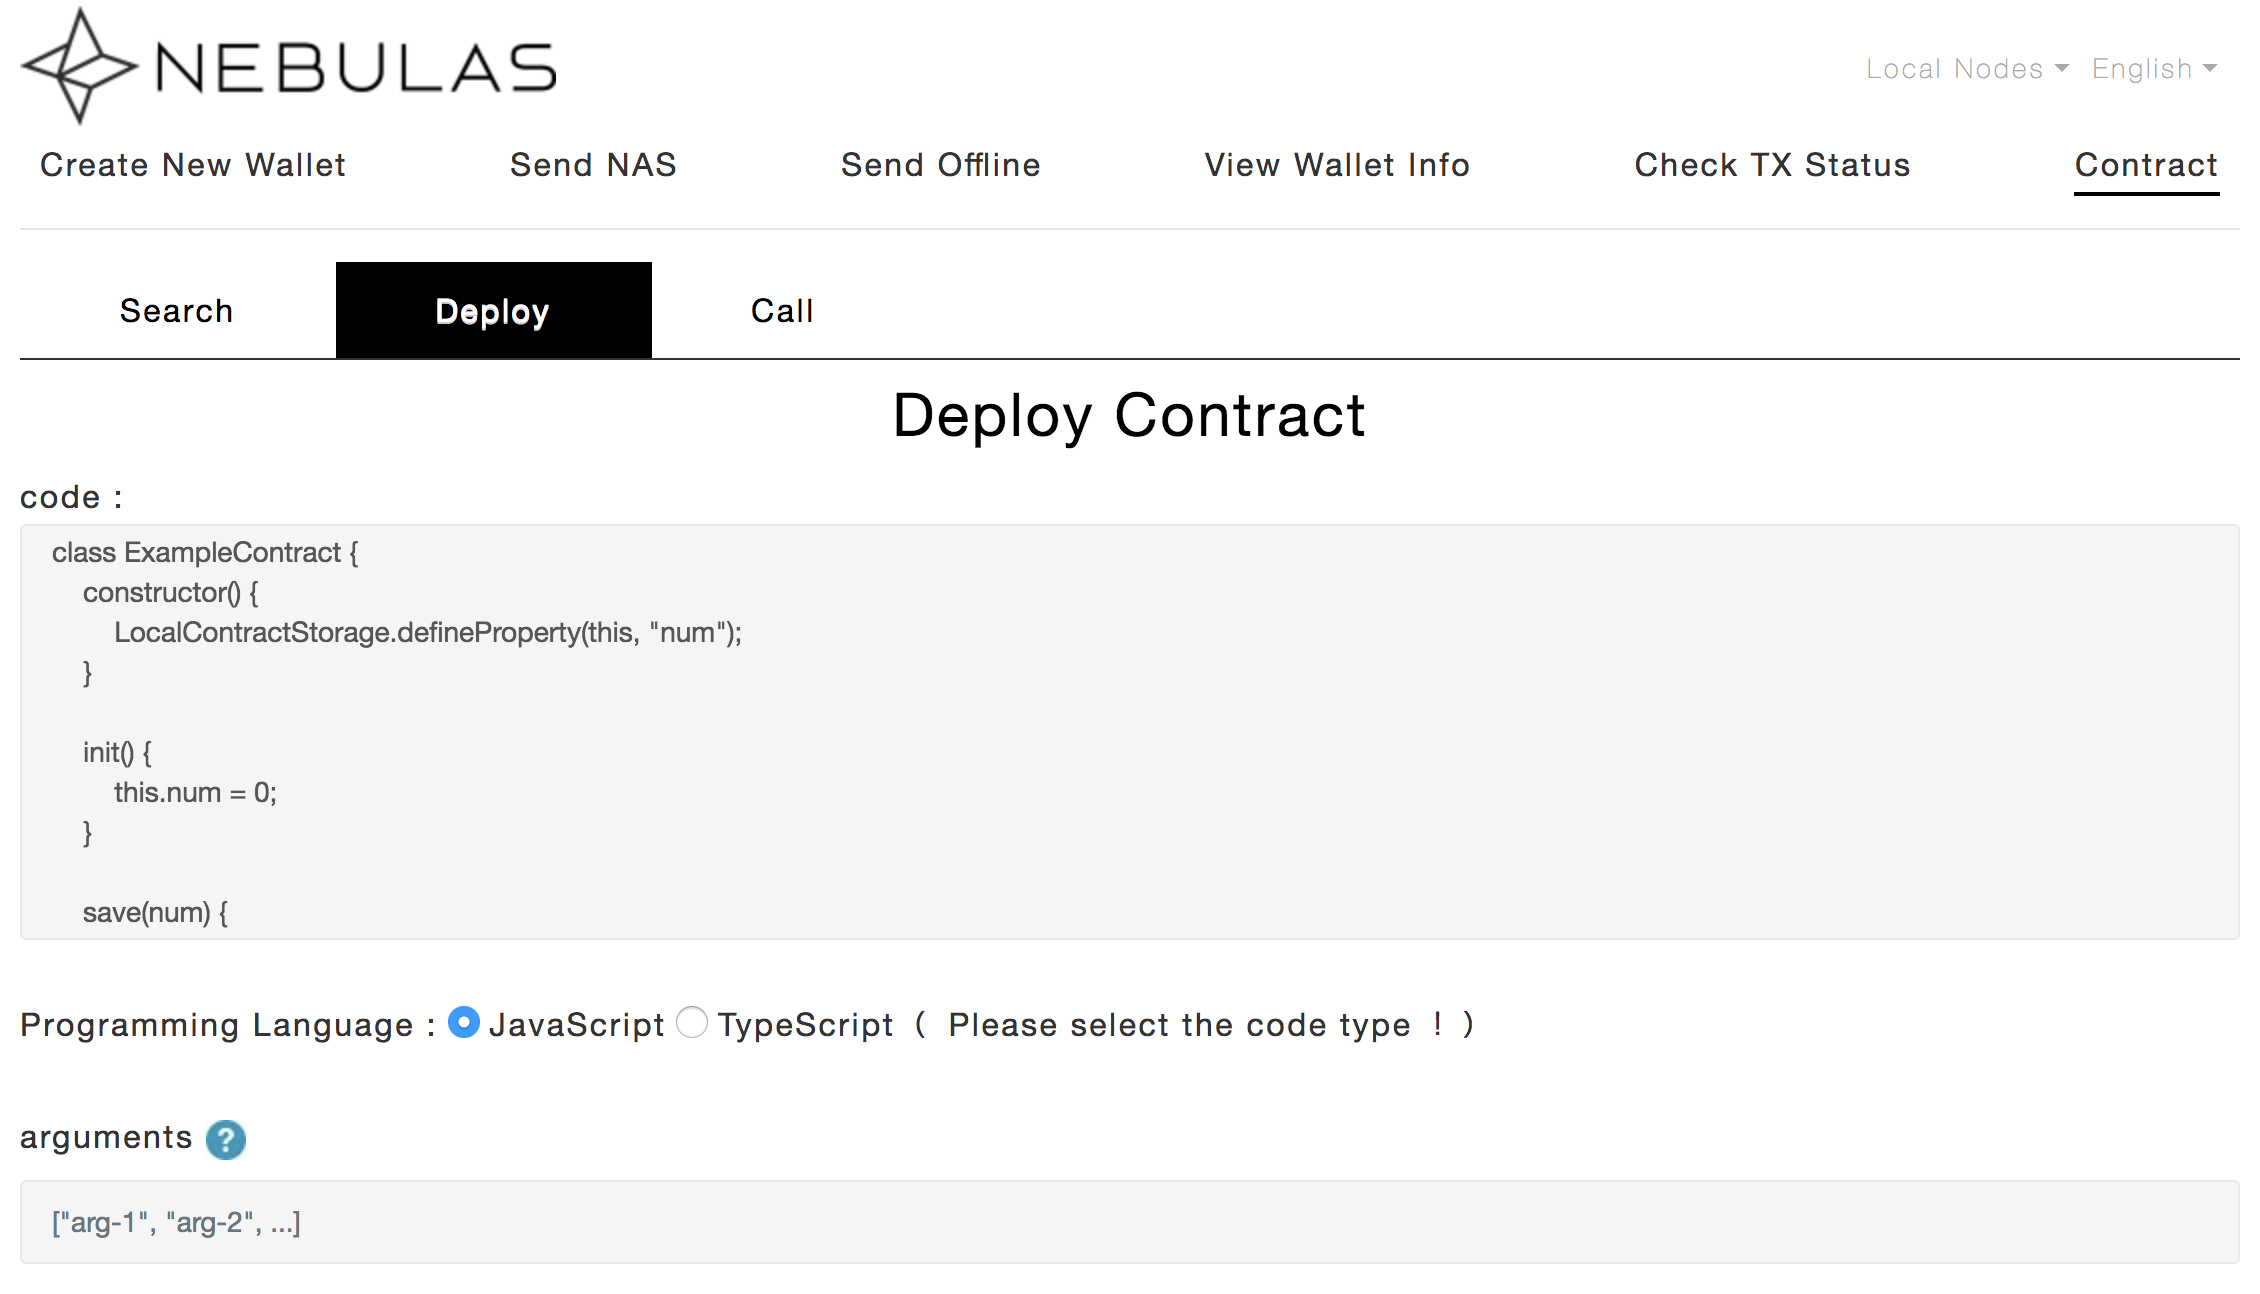 NEBULAS
Local Nodes English
Create New Wallet Send NAS Send Offline View Wallet Info Check TX Status Contract
Search Deploy Call
Deploy Contract
code :
class ExampleContract {
constructor() {
LocalContractStorage.defineProperty(this, "num");
}
init() {
this.num = 0;
}
save(num) {
Programming Language : JavaScript TypeScript ( Please select the code type ! )
arguments ?
["arg-1", "arg-2", ...]